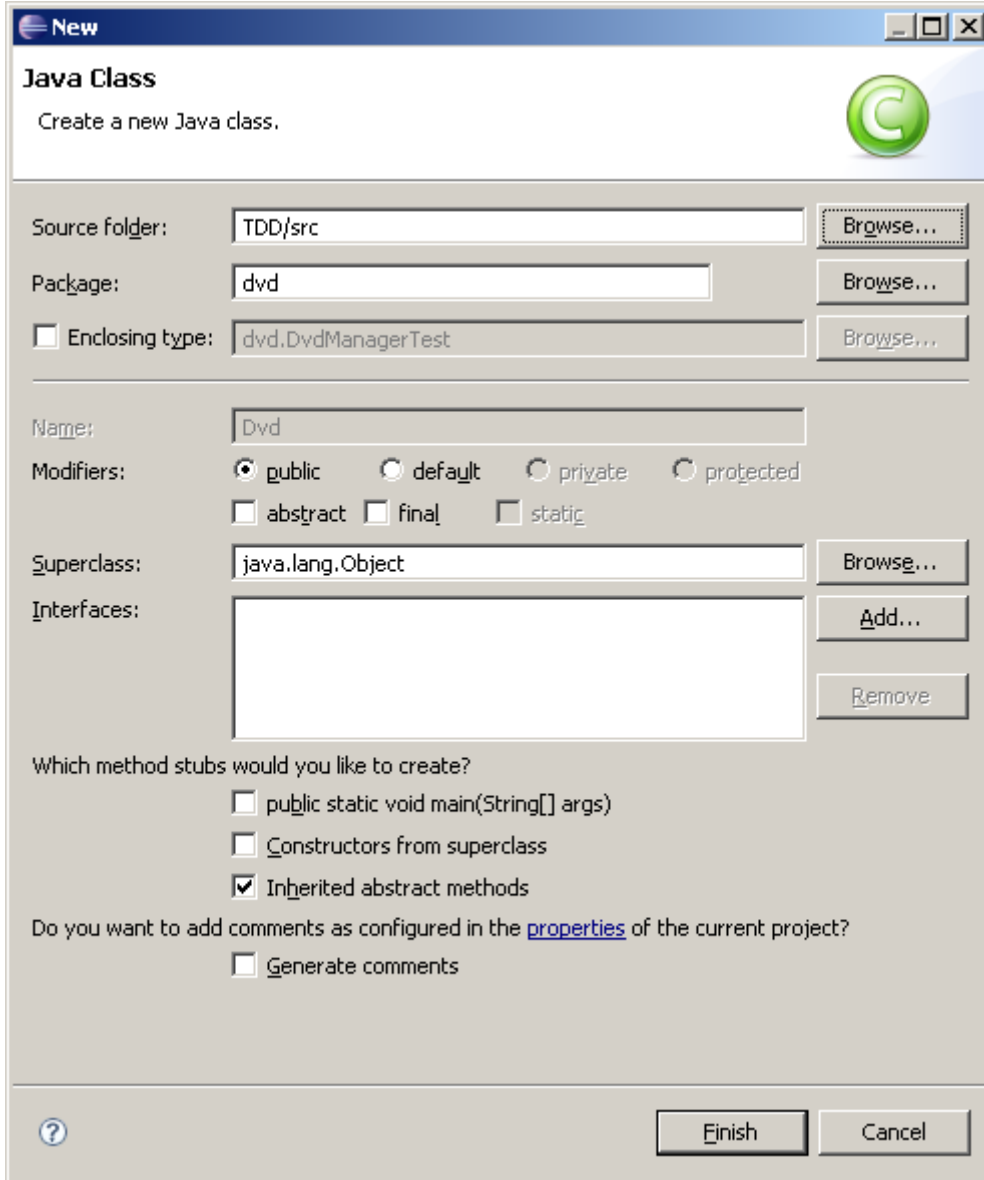 New
Java Class
Create a new Java class.
Source folder: TDD/src Browse...
Package: dvd Browse...
Enclosing type: dvd.DvdManagerTest Browse...
Name: Dvd
Modifiers: public default private protected
abstract final static
Superclass: java.lang.Object Browse...
Interfaces: Add...
Remove
Which method stubs would you like to create?
public static void main(String[] args)
Constructors from superclass
Inherited abstract methods
Do you want to add comments as configured in the properties of the current project?
Generate comments
? Finish Cancel